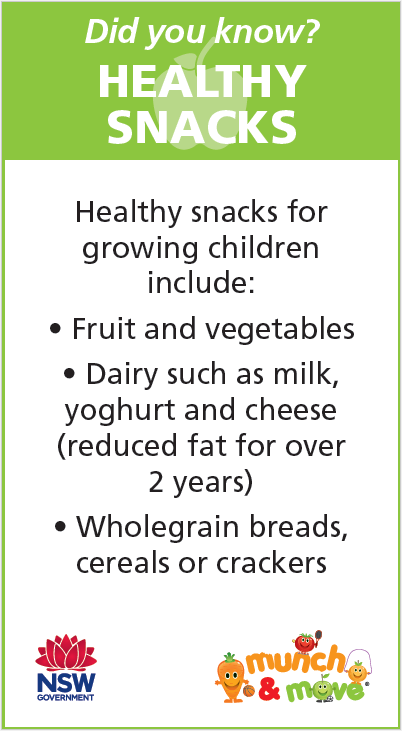 Did you know?
HEALTHY
SNACKS
Healthy snacks for
growing children
include:
• Fruit and vegetables
• Dairy such as milk,
yoghurt and cheese
(reduced fat for over
2 years)
• Wholegrain breads,
cereals or crackers
NSW
GOVERNMENT
munch
& move